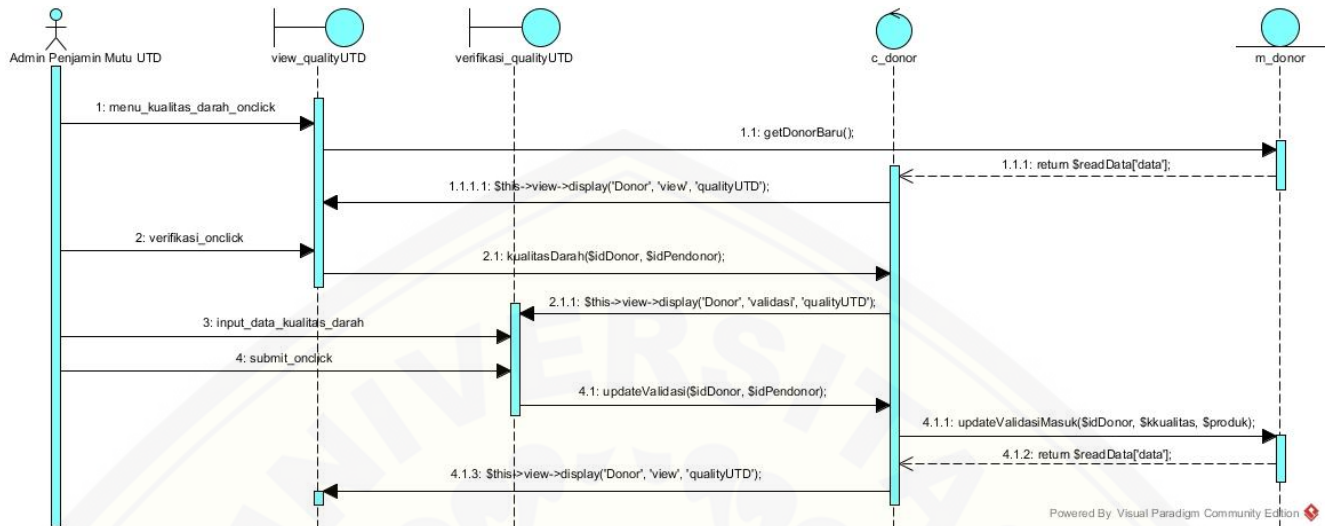 Admin Penjamin Mutu UTD
view_qualityUTD
verifikasi_qualityUTD
c_donor
m_donor
1: menu_kualitas_darah_onclick
1.1: getDonorBaru();
1.1.1: return $readData['data'];
1.1.1.1: $this->view->display('Donor', 'view', 'qualityUTD');
2: verifikasi_onclick
2.1: kualitasDarah($idDonor, $idPendonor);
2.1.1: $this->view->display('Donor', 'validasi', 'qualityUTD');
3: input_data_kualitas_darah
4: submit_onclick
4.1: updateValidasi($idDonor, $idPendonor);
4.1.1: updateValidasiMasuk($idDonor, $kkualitas, $produk);
4.1.2: return $readData['data'];
4.1.3: $this->view->display('Donor', 'view', 'qualityUTD');
UNIVERSITA
Powered By Visual Paradigm Community Edition